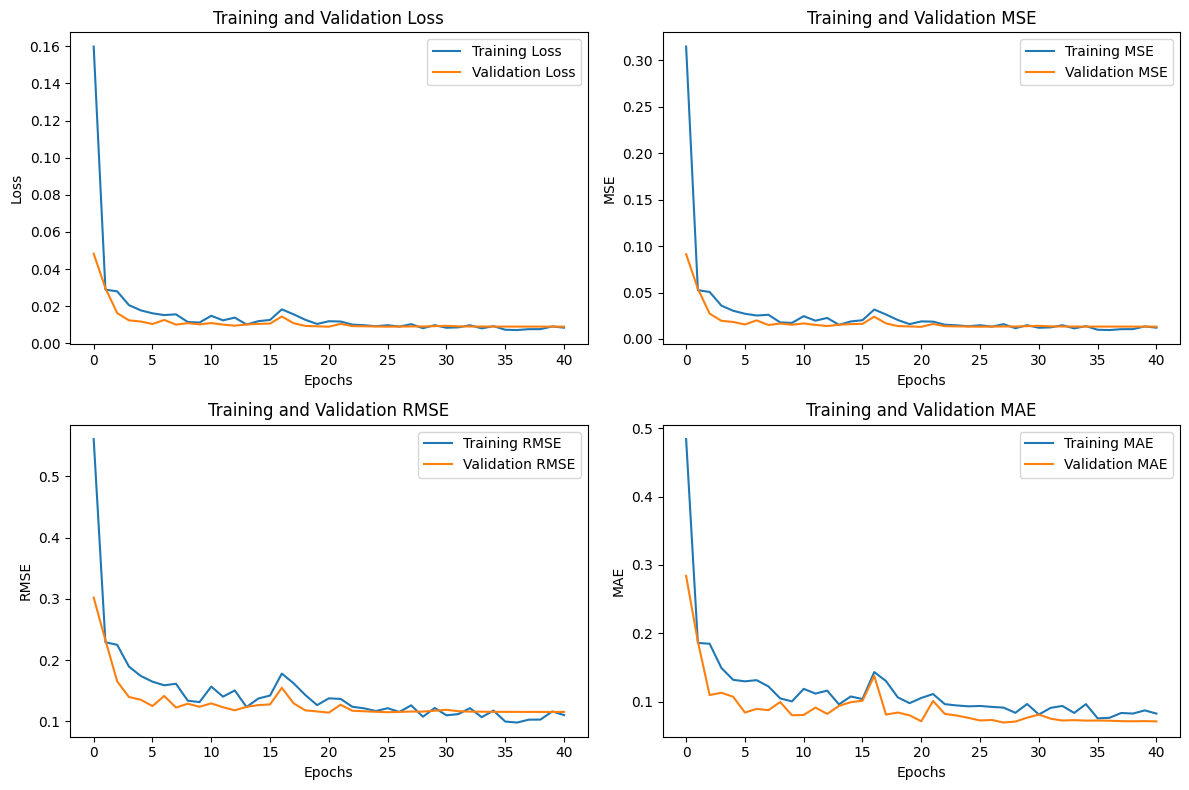 Training and Validation Loss
Training Loss
Validation Loss
0.16
0.14
0.12
0.10
0.08
0.06
0.04
0.02
0.00
Loss
0 5 10 15 20 25 30 35 40
Epochs
Training and Validation MSE
Training MSE
Validation MSE
0.30
0.25
0.20
0.15
0.10
0.05
0.00
MSE
0 5 10 15 20 25 30 35 40
Epochs
Training and Validation RMSE
Training RMSE
Validation RMSE
0.5
0.4
0.3
0.2
0.1
RMSE
0 5 10 15 20 25 30 35 40
Epochs
Training and Validation MAE
Training MAE
Validation MAE
0.5
0.4
0.3
0.2
0.1
MAE
0 5 10 15 20 25 30 35 40
Epochs